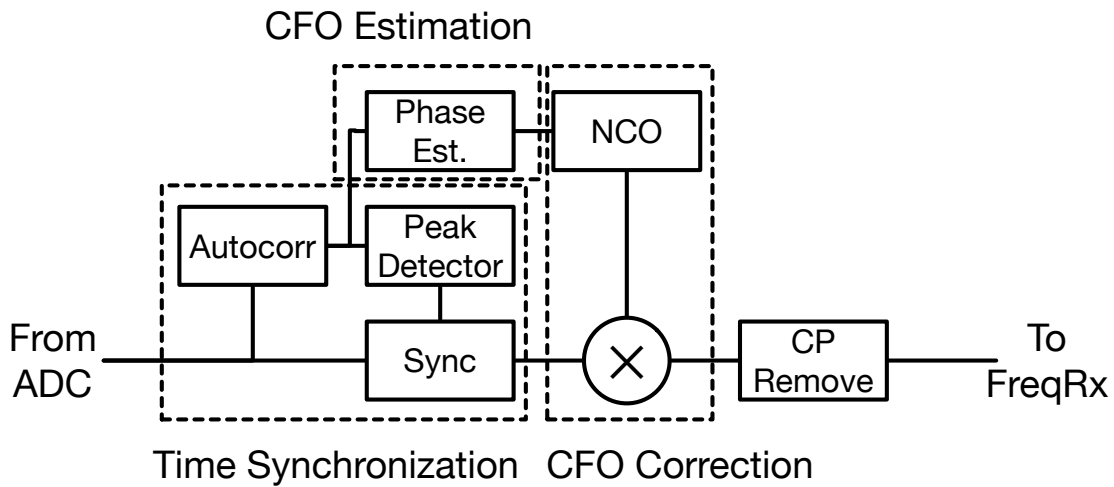 CFO Estimation
Phase
Est.
NCO
Autocorr
Peak
Detector
From
ADC
Sync
CP
Remove
To
FreqRx
Time Synchronization
CFO Correction